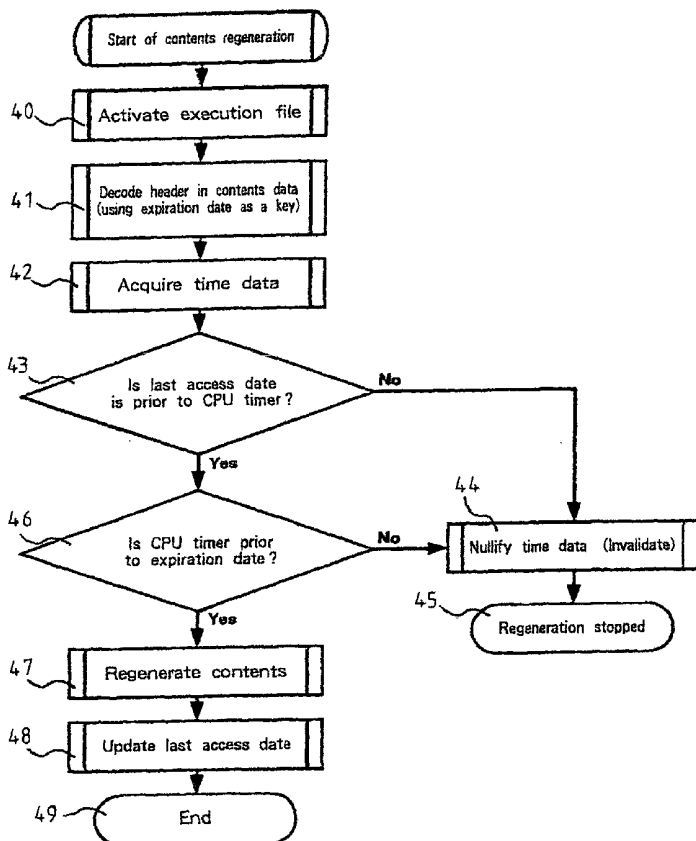 Start of contents regeneration
40
Activate execution file
41
Decode header in contents data
(using expiration date as a key)
42
Acquire time data
43
Is last access date
is prior to CPU timer?
No
Yes
44
46
Is CPU timer prior
to expiration date?
No
Nullify time data (Invalidate)
Yes
45
Regeneration stopped
47
Regenerate contents
48
Update last access date
49
End